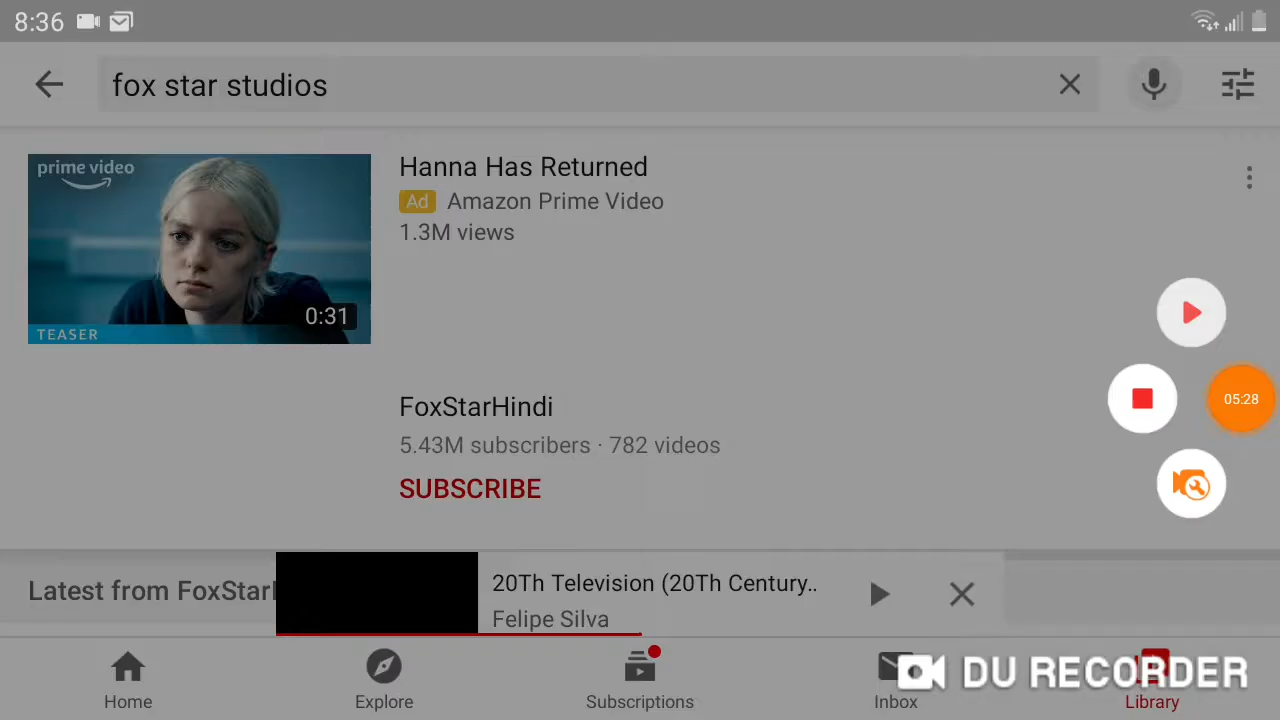 8:36
fox star studios
prime video
Hanna Has Returned
Ad Amazon Prime Video
1.3M views
0:31
TEASER
05:28
FoxStarHindi
5.43M subscribers · 782 videos
SUBSCRIBE
Latest from FoxStar
20Th Television (20Th Century..
Felipe Silva
Home
Explore
Subscriptions
Inbox
Library
DU RECORDER